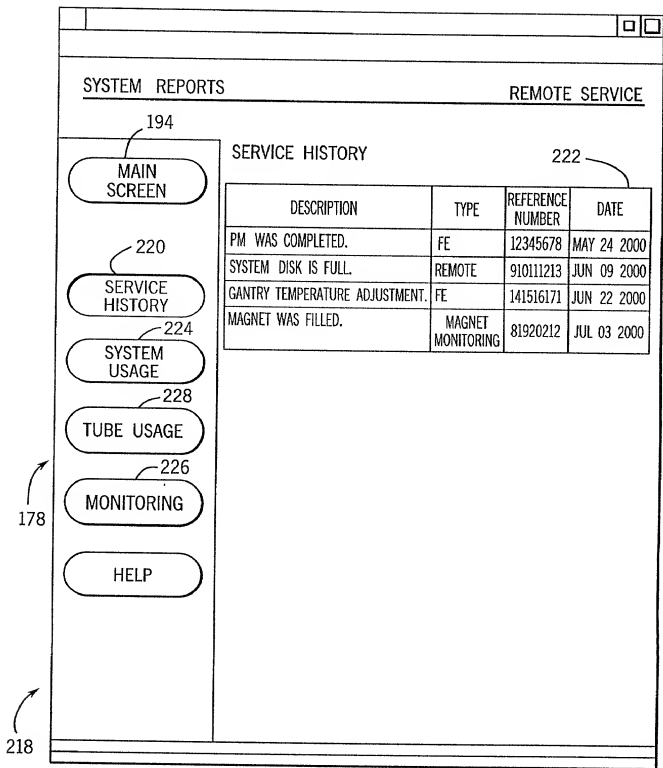 SYSTEM REPORTS
REMOTE SERVICE
194
MAIN
SCREEN
220
SERVICE
HISTORY
224
SYSTEM
USAGE
228
TUBE USAGE
226
MONITORING
HELP
178
218
SERVICE HISTORY
222
DESCRIPTION TYPE REFERENCE NUMBER DATE
PM WAS COMPLETED. FE 12345678 MAY 24 2000
SYSTEM DISK IS FULL. REMOTE 910111213 JUN 09 2000
GANTRY TEMPERATURE ADJUSTMENT. FE 141516171 JUN 22 2000
MAGNET WAS FILLED. MAGNET MONITORING 81920212 JUL 03 2000